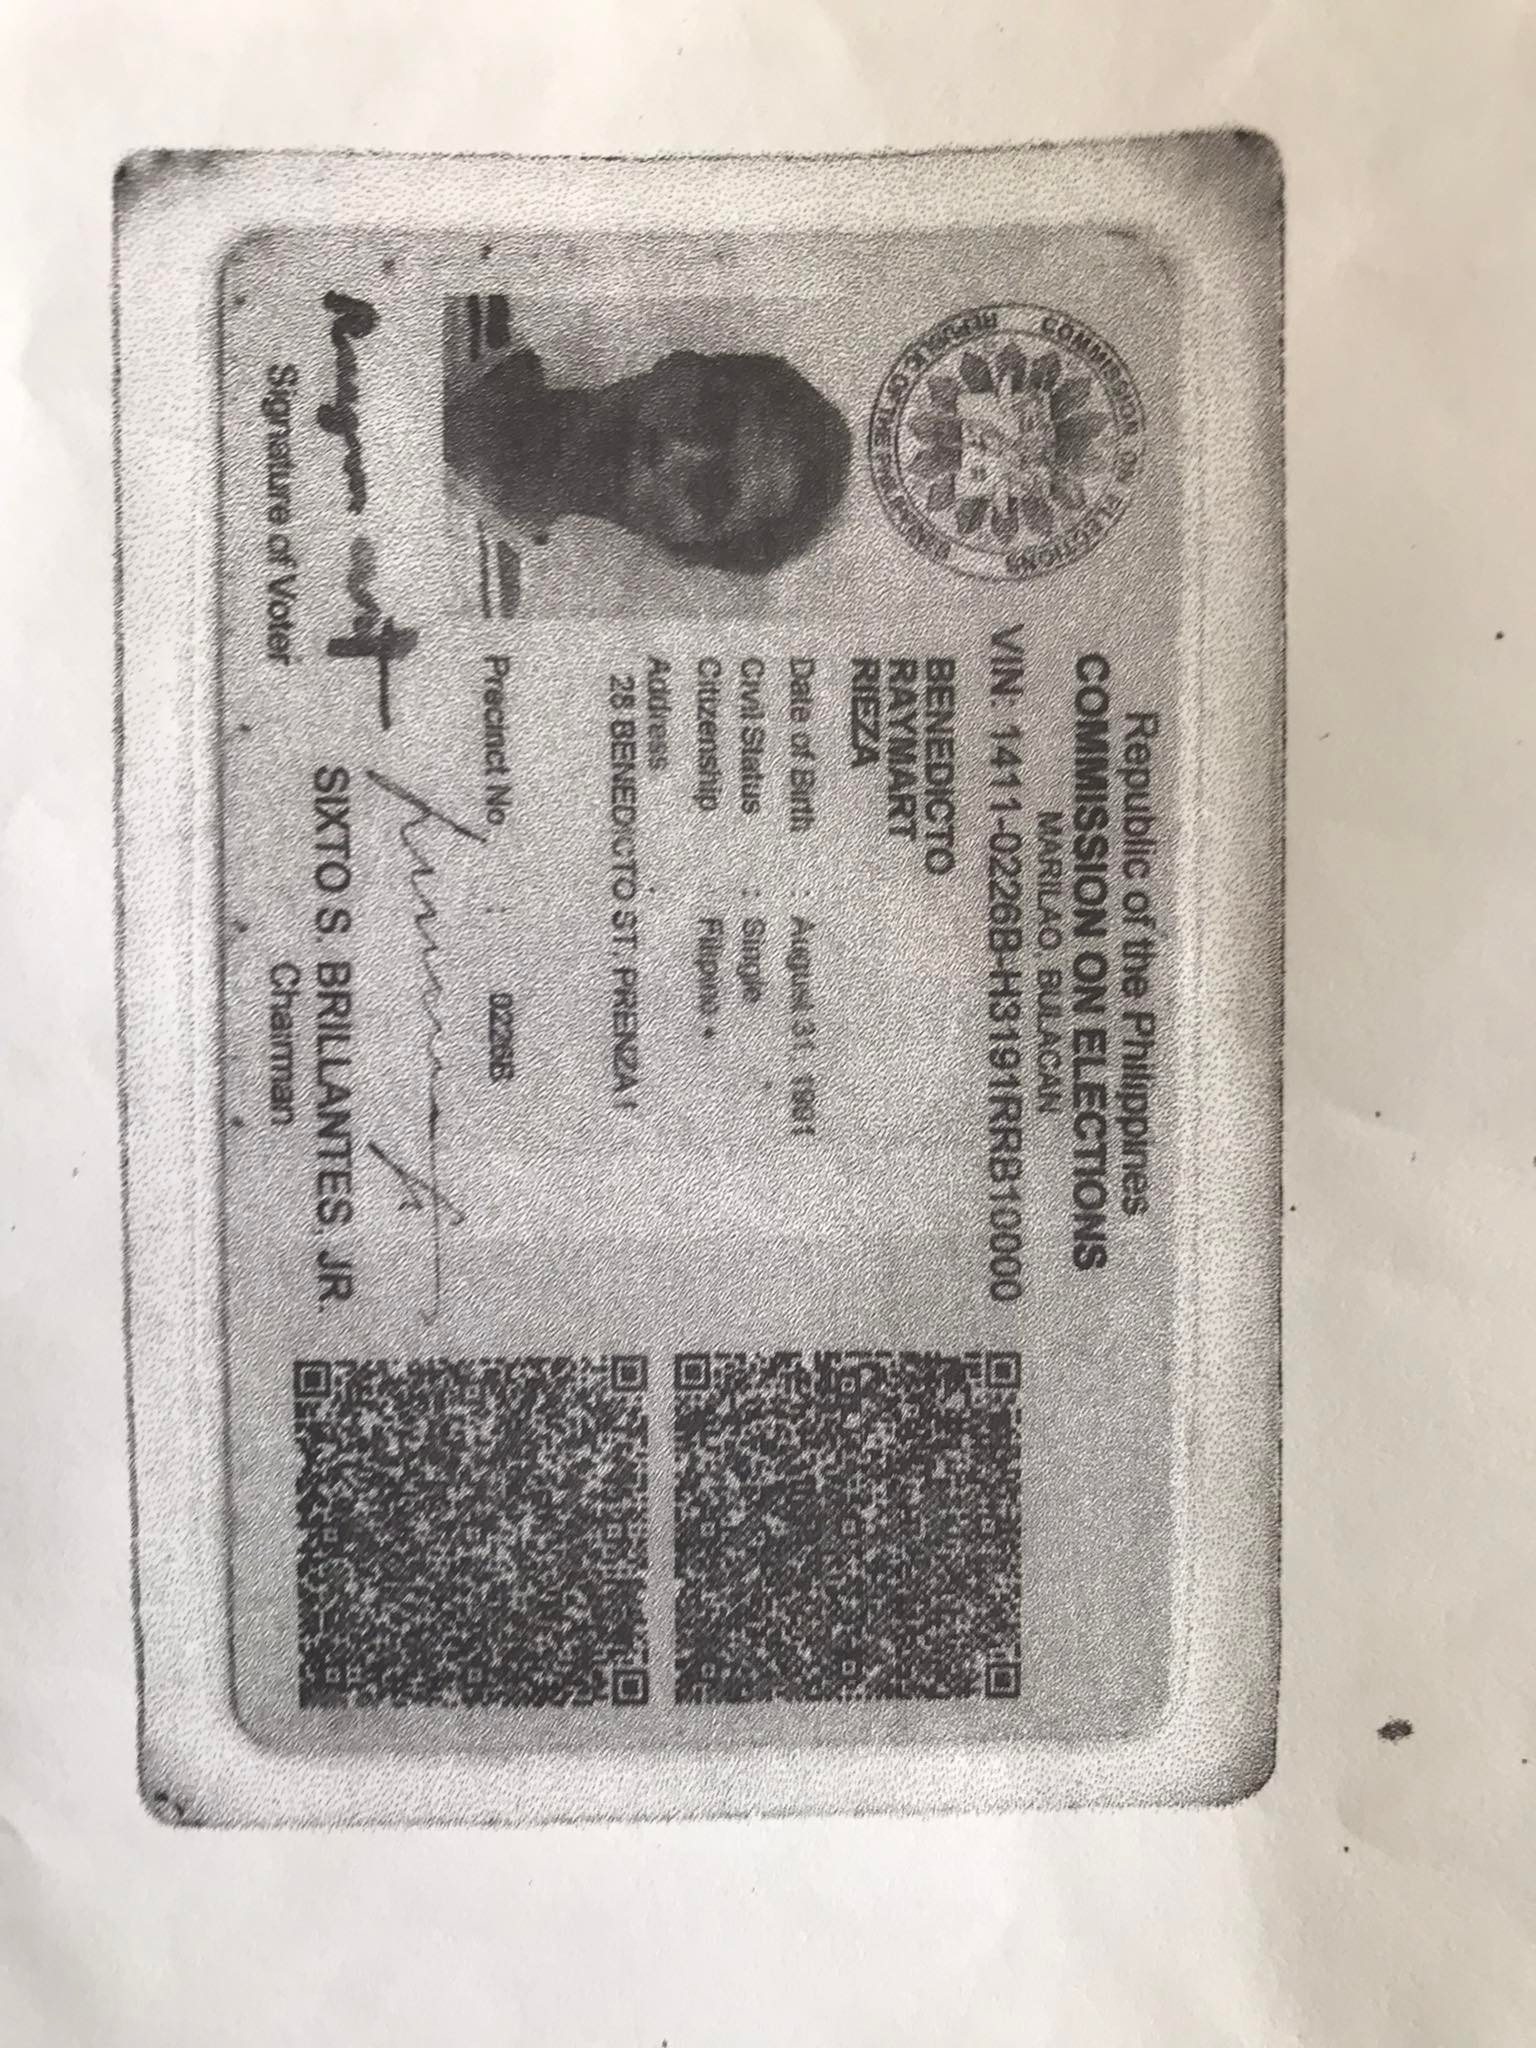 Republic of the Philippines
COMMISSION ON ELECTIONS
MARILAO, BULACAN
VIN: 1411-0226B-H3191RRB10000
COMMISSION ON ELECTIONS
REPUBLIC OF THE
BENEDICTO
RAYMART
RIEZA
Date of Birth : August 31, 1991
Civil Status : Single
Citizenship : Filipino
Address
28 BENEDICTO ST, PRENZA I
Precinct No. : 0226B
Signature of Voter
SIXTO S. BRILLANTES, JR.
Chairman